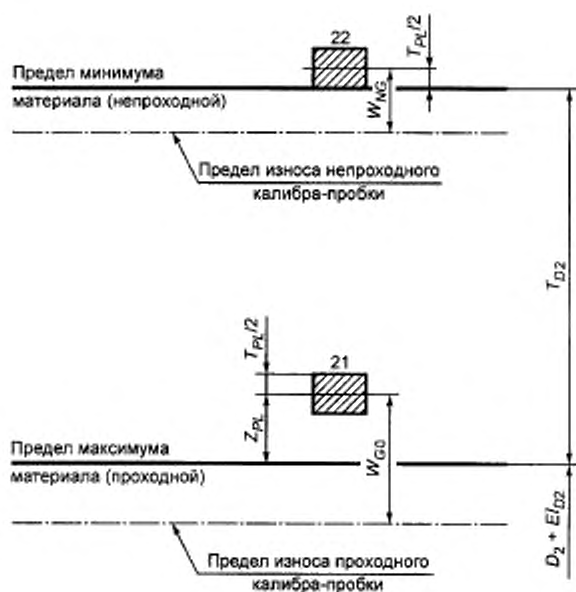 22
T_PL/2
Предел минимума
материала (непроходной)
W_NG
Предел износа непроходного
калибра-пробки
T_D2
21
T_PL/2
Z_PL
W_G0
Предел максимума
материала (проходной)
D_2 + EI_D2
Предел износа проходного
калибра-пробки